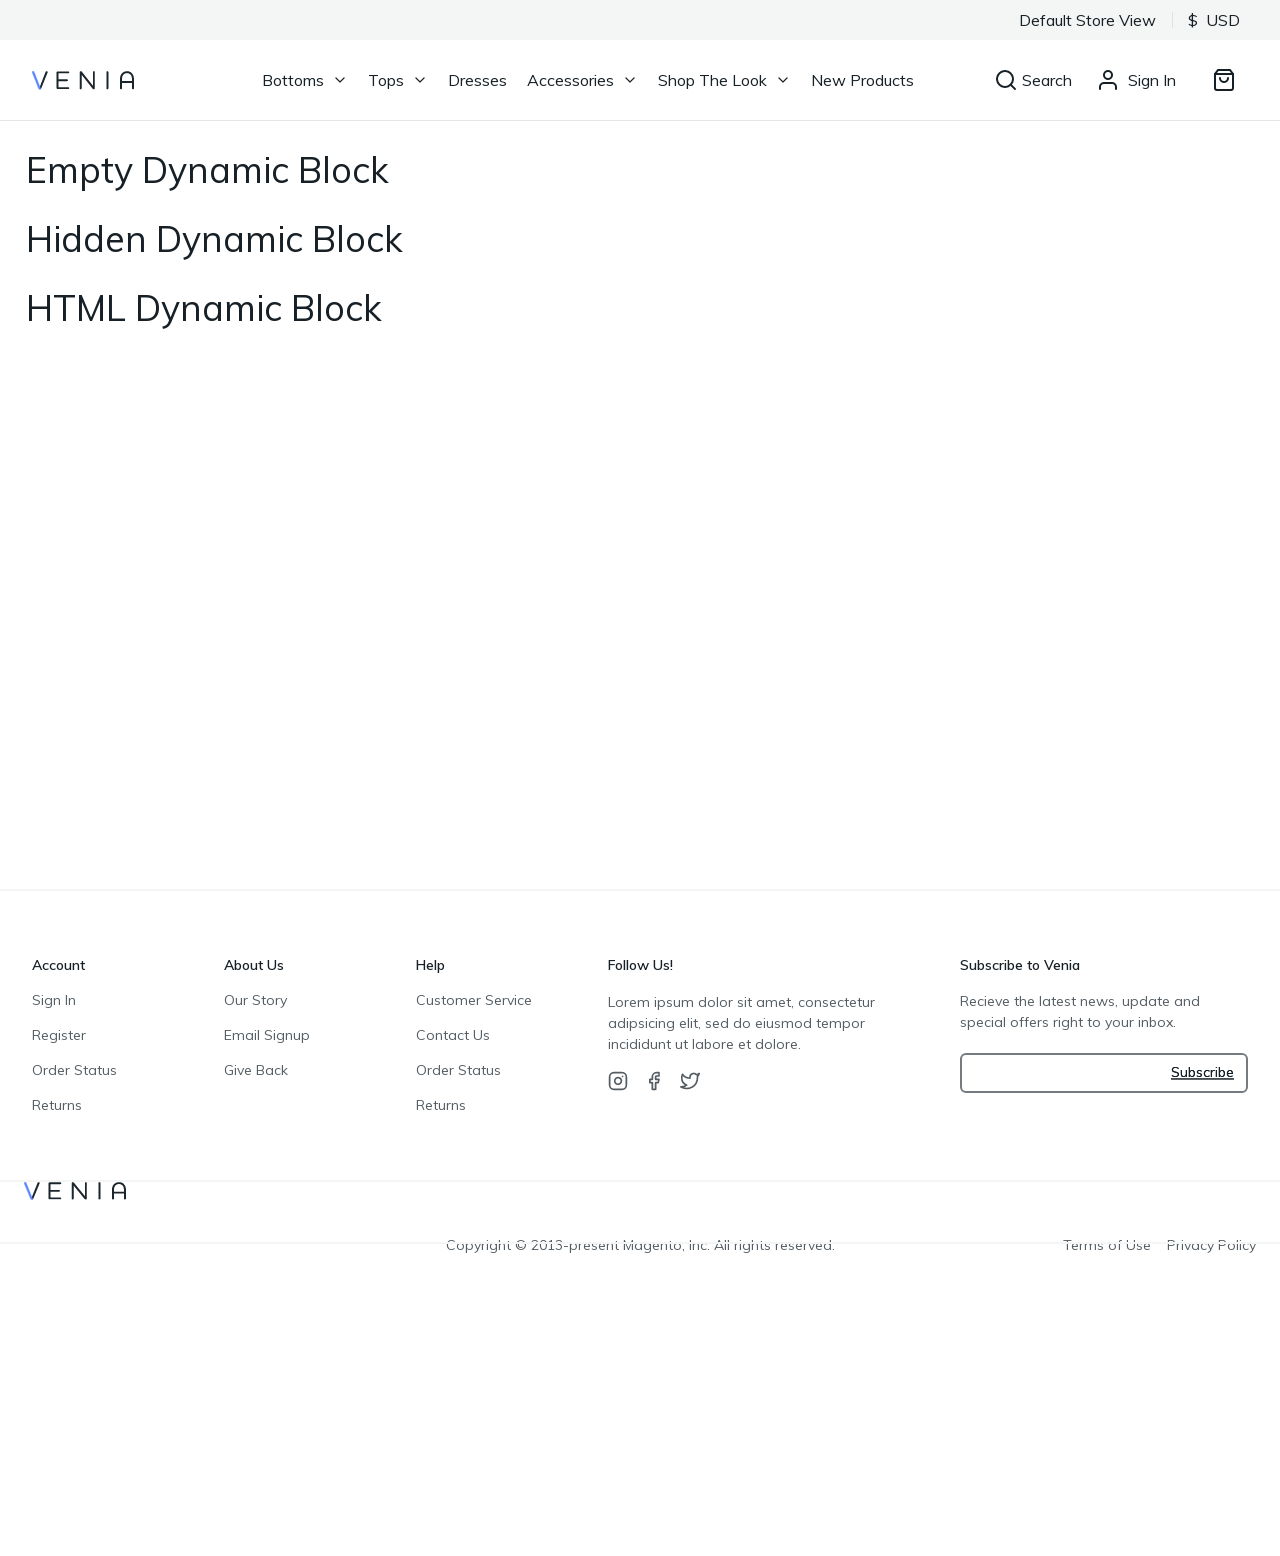 Default Store View
$ USD
VENIA
Bottoms
Tops
Dresses
Accessories
Shop The Look
New Products
Search
Sign In
Empty Dynamic Block
Hidden Dynamic Block
HTML Dynamic Block
Account
Sign In
Register
Order Status
Returns
About Us
Our Story
Email Signup
Give Back
Help
Customer Service
Contact Us
Order Status
Returns
Follow Us!
Lorem ipsum dolor sit amet, consectetur
adipsicing elit, sed do eiusmod tempor
incididunt ut labore et dolore.
Subscribe to Venia
Recieve the latest news, update and
special offers right to your inbox.
Subscribe
VENIA
Copyright © 2013-present Magento, Inc. All rights reserved.
Terms of Use
Privacy Policy